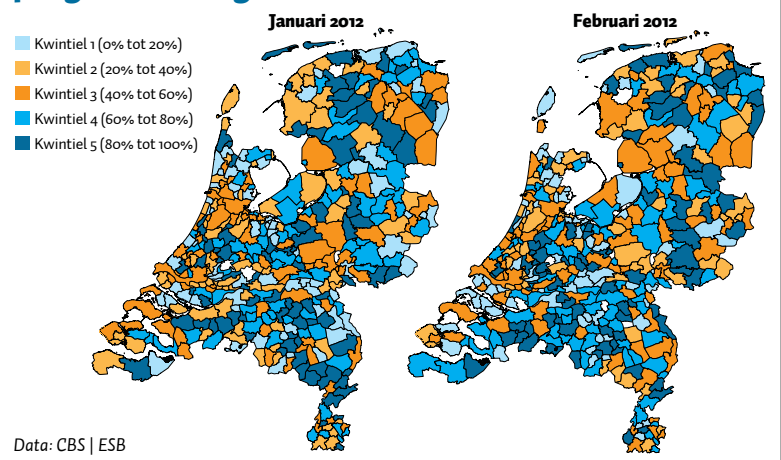 Januari 2012
Februari 2012
Kwintiel 1 (0% tot 20%)
Kwintiel 2 (20% tot 40%)
Kwintiel 3 (40% tot 60%)
Kwintiel 4 (60% tot 80%)
Kwintiel 5 (80% tot 100%)
Data: CBS | ESB